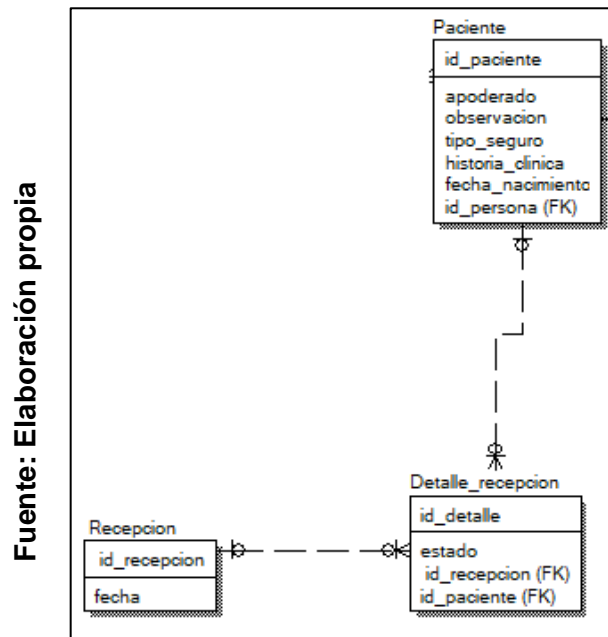 Fuente: Elaboración propia
Paciente
id_paciente
apoderado
observacion
tipo_seguro
historia_clinica
fecha_nacimiento
id_persona (FK)
Detalle_recepcion
id_detalle
estado
id_recepcion (FK)
id_paciente (FK)
Recepcion
id_recepcion
fecha